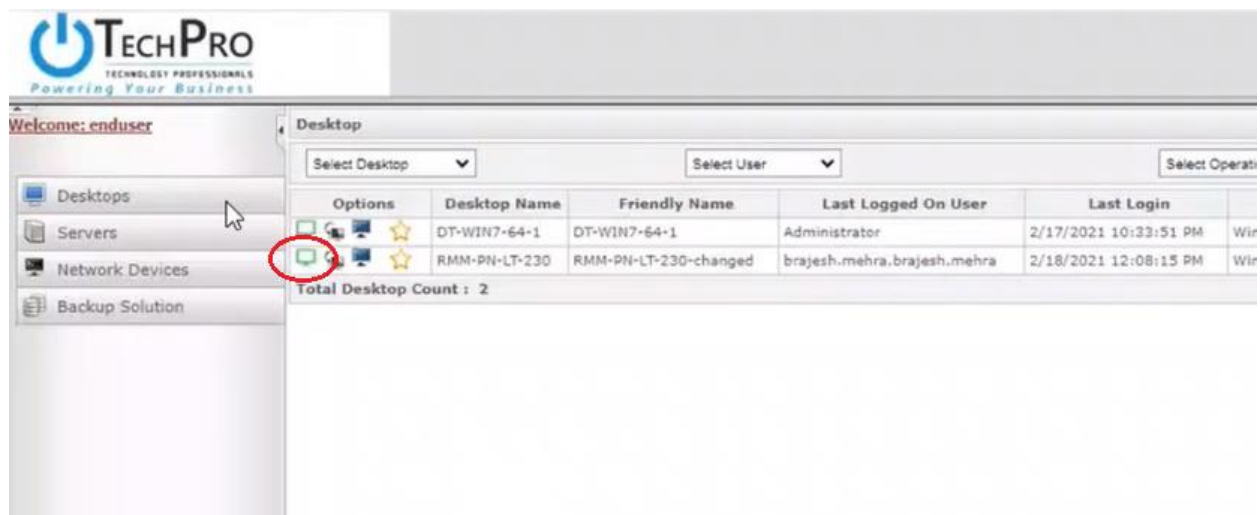 TECHPRO
TECHNOLOGY PROFESSIONALS
Powering Your Business
Welcome: enduser
Desktops
Servers
Network Devices
Backup Solution
Desktop
Select Desktop Select User Select Operati
Options Desktop Name Friendly Name Last Logged On User Last Login
DT-WIN7-64-1 DT-WIN7-64-1 Administrator 2/17/2021 10:33:51 PM Win
RMM-PN-LT-230 RMM-PN-LT-230-changed brajesh.mehra.brajesh.mehra 2/18/2021 12:08:15 PM Win
Total Desktop Count : 2